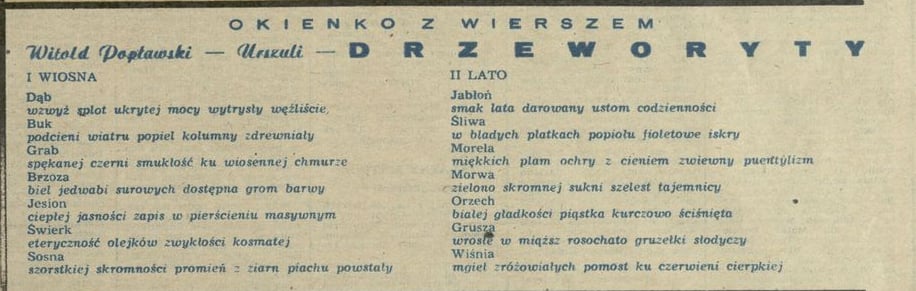 OKIENKO Z WIERSZEM
Witold Popławski — Urszuli — DRZEWORYTY
I WIOSNA
Dąb
wzwyż splot ukrytej mocy wytrysły węźliście,
Buk
podcieni wiatru popiel kolumny zdrewniały
Grab
spękanej czerni smukłość ku wiosennej chmurze
Brzoza
biel jedwabi surowych dostępna grom barwy
Jesion
ciepłej jasności zapis w pierścieniu masywnym
Świerk
eteryczność olejków zwykłości kosmatej
Sosna
szorstkiej skromności promień z ziarn piachu powstały
II LATO
Jabłoń
smak lata darowany ustom codzienności
Śliwa
w bladych płatkach popiołu fioletowe iskry
Morela
miękkich plam ochry z cieniem zwiewny puentylizm
Morwa
zielono skromnej sukni szelest tajemnicy
Orzech
białej gładkości piąstka kurczowo ściśnięta
Grusza
wrosłe w miąższ rosochato gruzełki słodyczy
Wiśnia
mgieł zróżowiałych pomost ku czerwieni cierpkiej